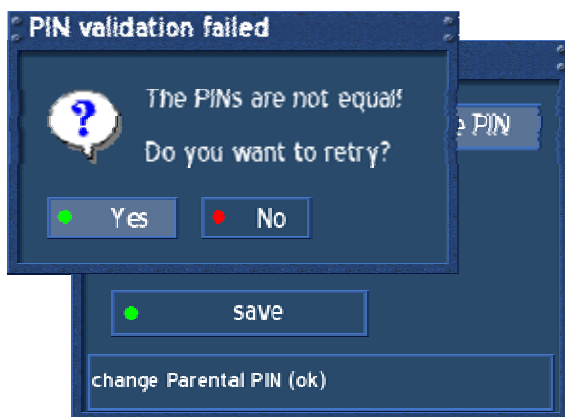 PIN validation failed
The PINs are not equal!
Do you want to retry?
Yes
No
PIN
save
change Parental PIN (ok)